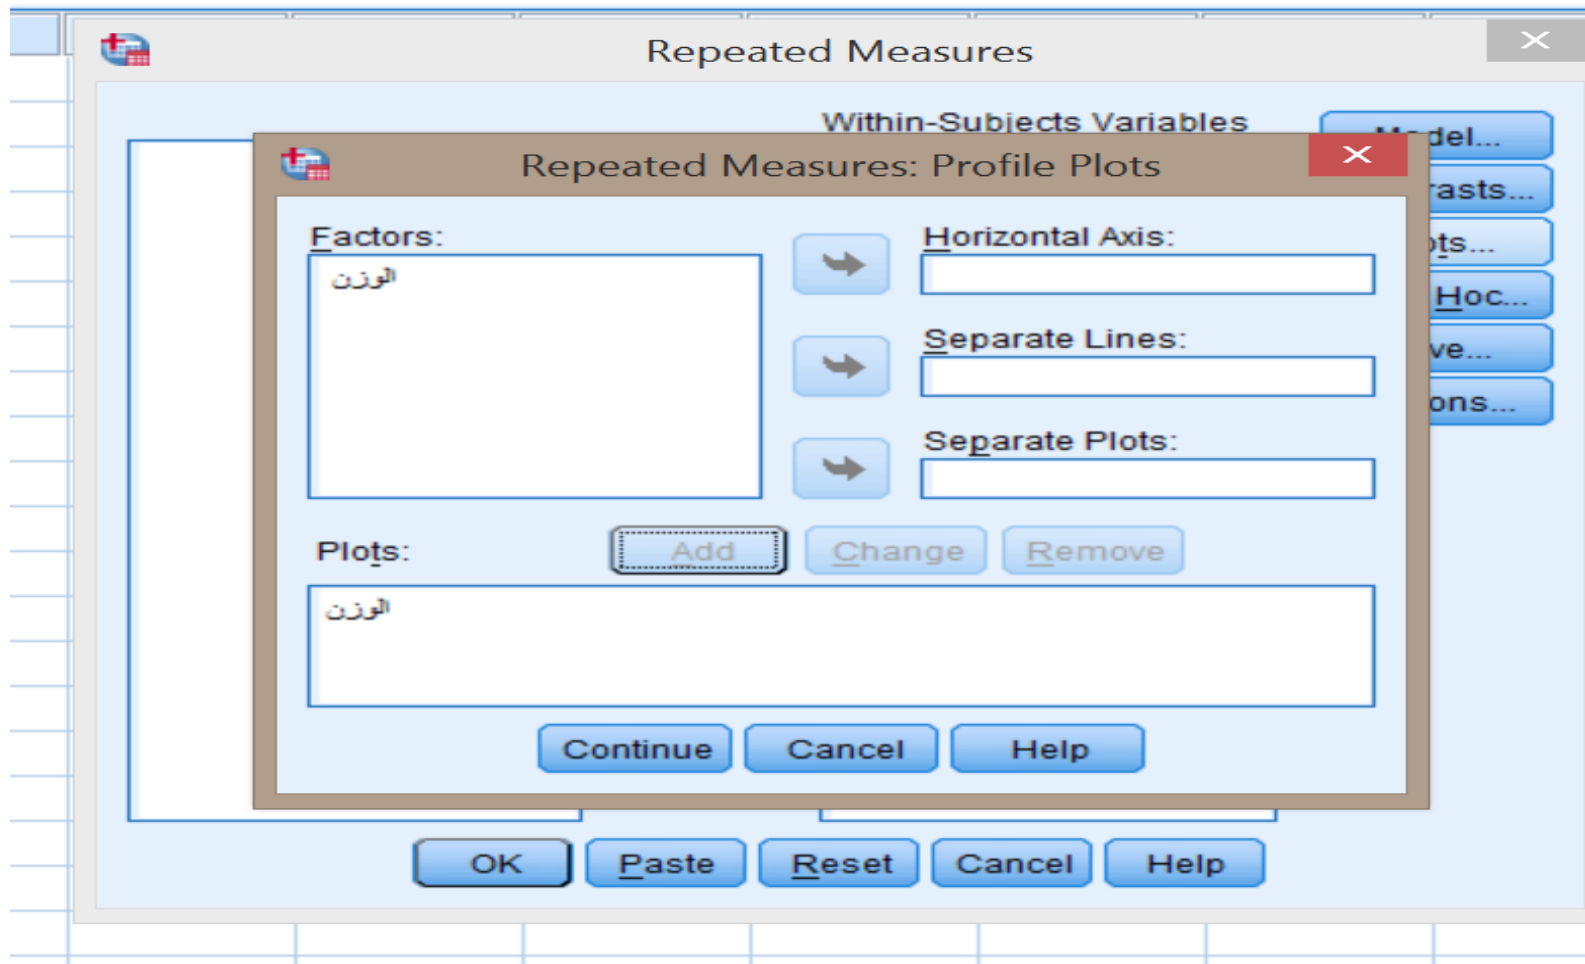 Repeated Measures
Within-Subjects Variables
Repeated Measures: Profile Plots
Factors:
الوزن
Horizontal Axis:
Separate Lines:
Separate Plots:
Plots:
Add
Change
Remove
الوزن
Continue
Cancel
Help
Hoc...
OK
Paste
Reset
Cancel
Help